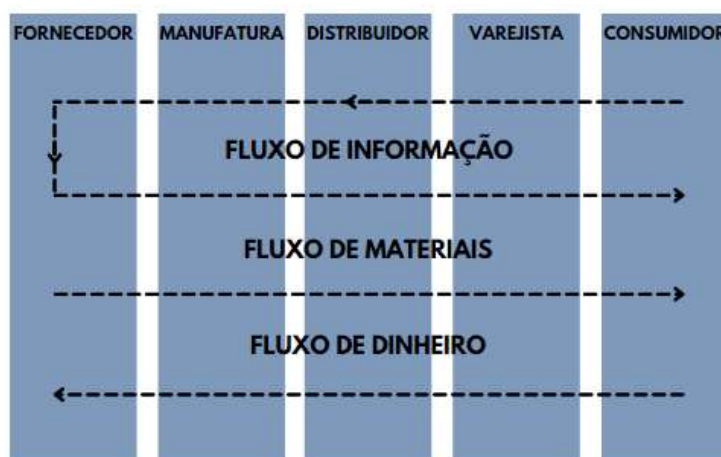 FORNECEDOR MANUFATURA DISTRIBUIDOR VAREJISTA CONSUMIDOR
FLUXO DE INFORMAÇÃO
FLUXO DE MATERIAIS
FLUXO DE DINHEIRO